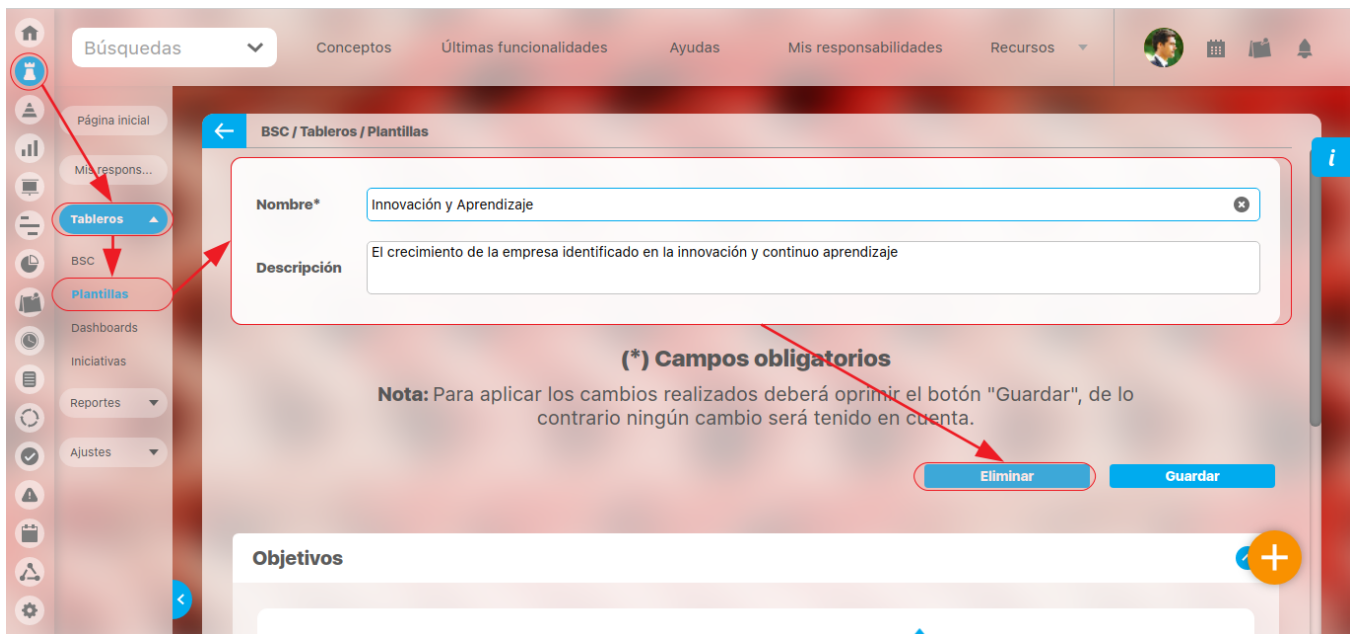 Búsquedas
Conceptos
Últimas funcionalidades
Ayudas
Mis responsabilidades
Recursos
Página inicial
Mis respons...
Tableros
BSC
Plantillas
Dashboards
Iniciativas
Reportes
Ajustes
BSC / Tableros / Plantillas
i
Nombre*
Innovación y Aprendizaje
Descripción
El crecimiento de la empresa identificado en la innovación y continuo aprendizaje
(*) Campos obligatorios
Nota: Para aplicar los cambios realizados deberá oprimir el botón "Guardar", de lo
contrario ningún cambio será tenido en cuenta.
Eliminar
Guardar
Objetivos